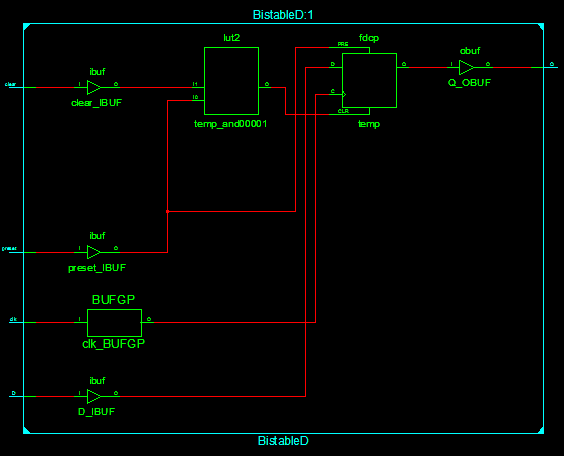 BistableD:1
lut2
fdcp
obuf
ibuf
PRE
D
Q
I
O
Q
Q_OBUF
clear
I
O
I1
I0
O
C
CLR
clear_IBUF
temp_and00001
temp
ibuf
preset
I
O
preset_IBUF
BUFGP
clk
I
O
clk_BUFGP
ibuf
D
I
O
D_IBUF
BistableD